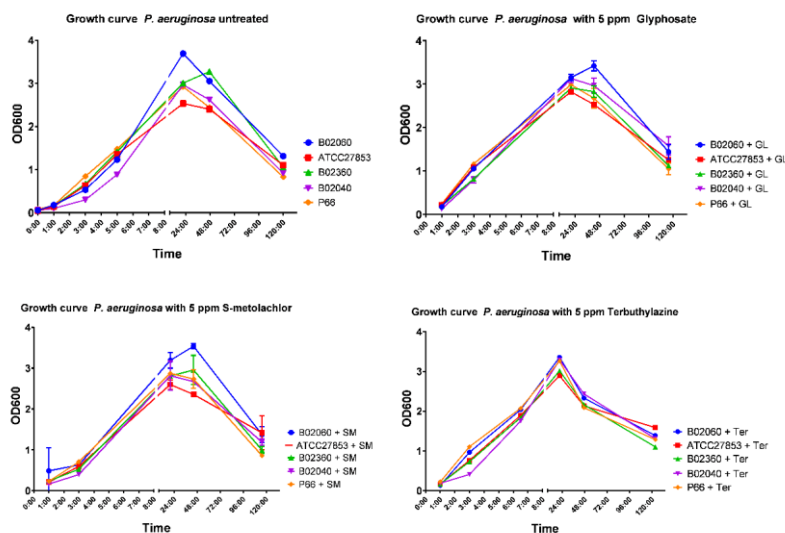 Growth curve P. aeruginosa untreated
OD600
4
3
2
1
0
0:00 1:00 2:00 3:00 4:00 5:00 6:00 7:00 8:00 24:00 48:00 72:00 96:00 120:00
Time
B02060
ATCC27853
B02360
B02040
P66
Growth curve P. aeruginosa with 5 ppm Glyphosate
OD600
4
3
2
1
0
0:00 1:00 2:00 3:00 4:00 5:00 6:00 7:00 8:00 24:00 48:00 72:00 96:00 120:00
Time
B02060 + GL
ATCC27853 + GL
B02360 + GL
B02040 + GL
P66 + GL
Growth curve P. aeruginosa with 5 ppm S-metolachlor
OD600
4
3
2
1
0
0:00 1:00 2:00 3:00 4:00 5:00 6:00 7:00 8:00 24:00 48:00 72:00 96:00 120:00
Time
B02060 + SM
ATCC27853 + SM
B02360 + SM
B02040 + SM
P66 + SM
Growth curve P. aeruginosa with 5 ppm Terbuthylazine
OD600
4
3
2
1
0
0:00 1:00 2:00 3:00 4:00 5:00 6:00 7:00 8:00 24:00 48:00 72:00 96:00 120:00
Time
B02060 + Ter
ATCC27853 + Ter
B02360 + Ter
B02040 + Ter
P66 + Ter